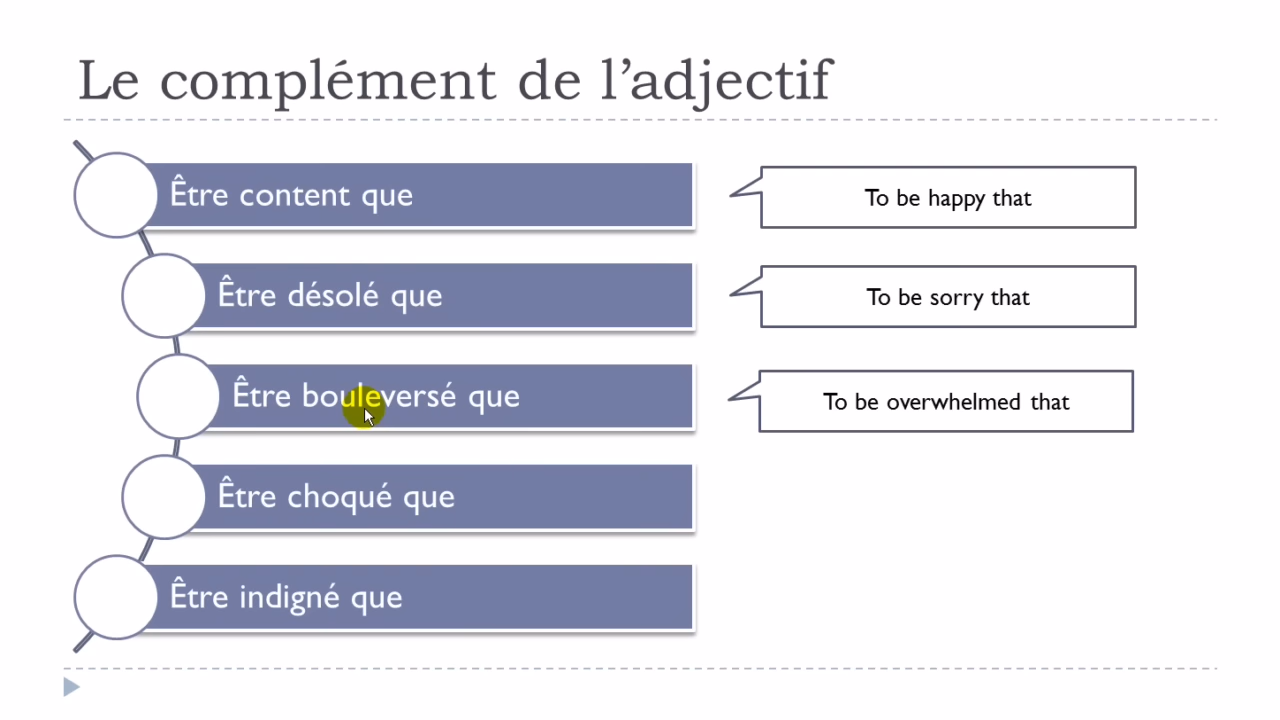 Le complément de l’adjectif
Être content que
To be happy that
Être désolé que
To be sorry that
Être bouleversé que
To be overwhelmed that
Être choqué que
Être indigné que